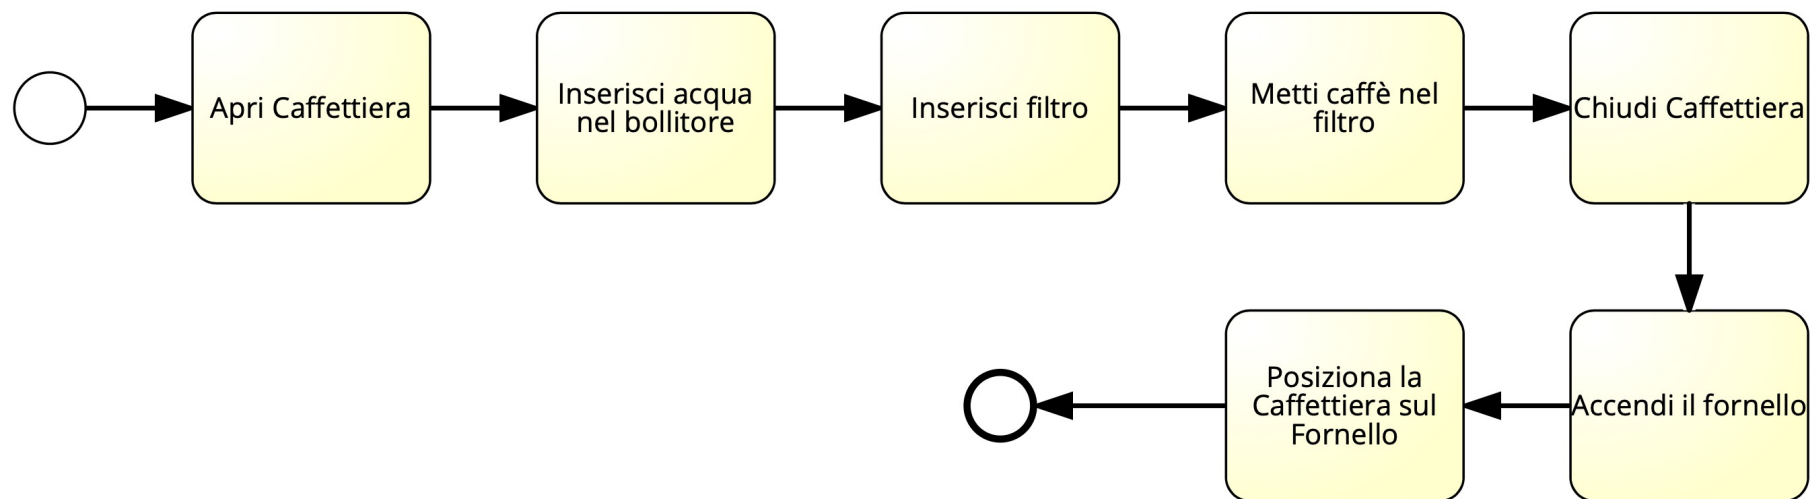 Apri Caffettiera
Inserisci acqua
nel bollitore
Inserisci filtro
Metti caffè nel
filtro
Chiudi Caffettiera
Accendi il fornello
Posiziona la
Caffettiera sul
Fornello